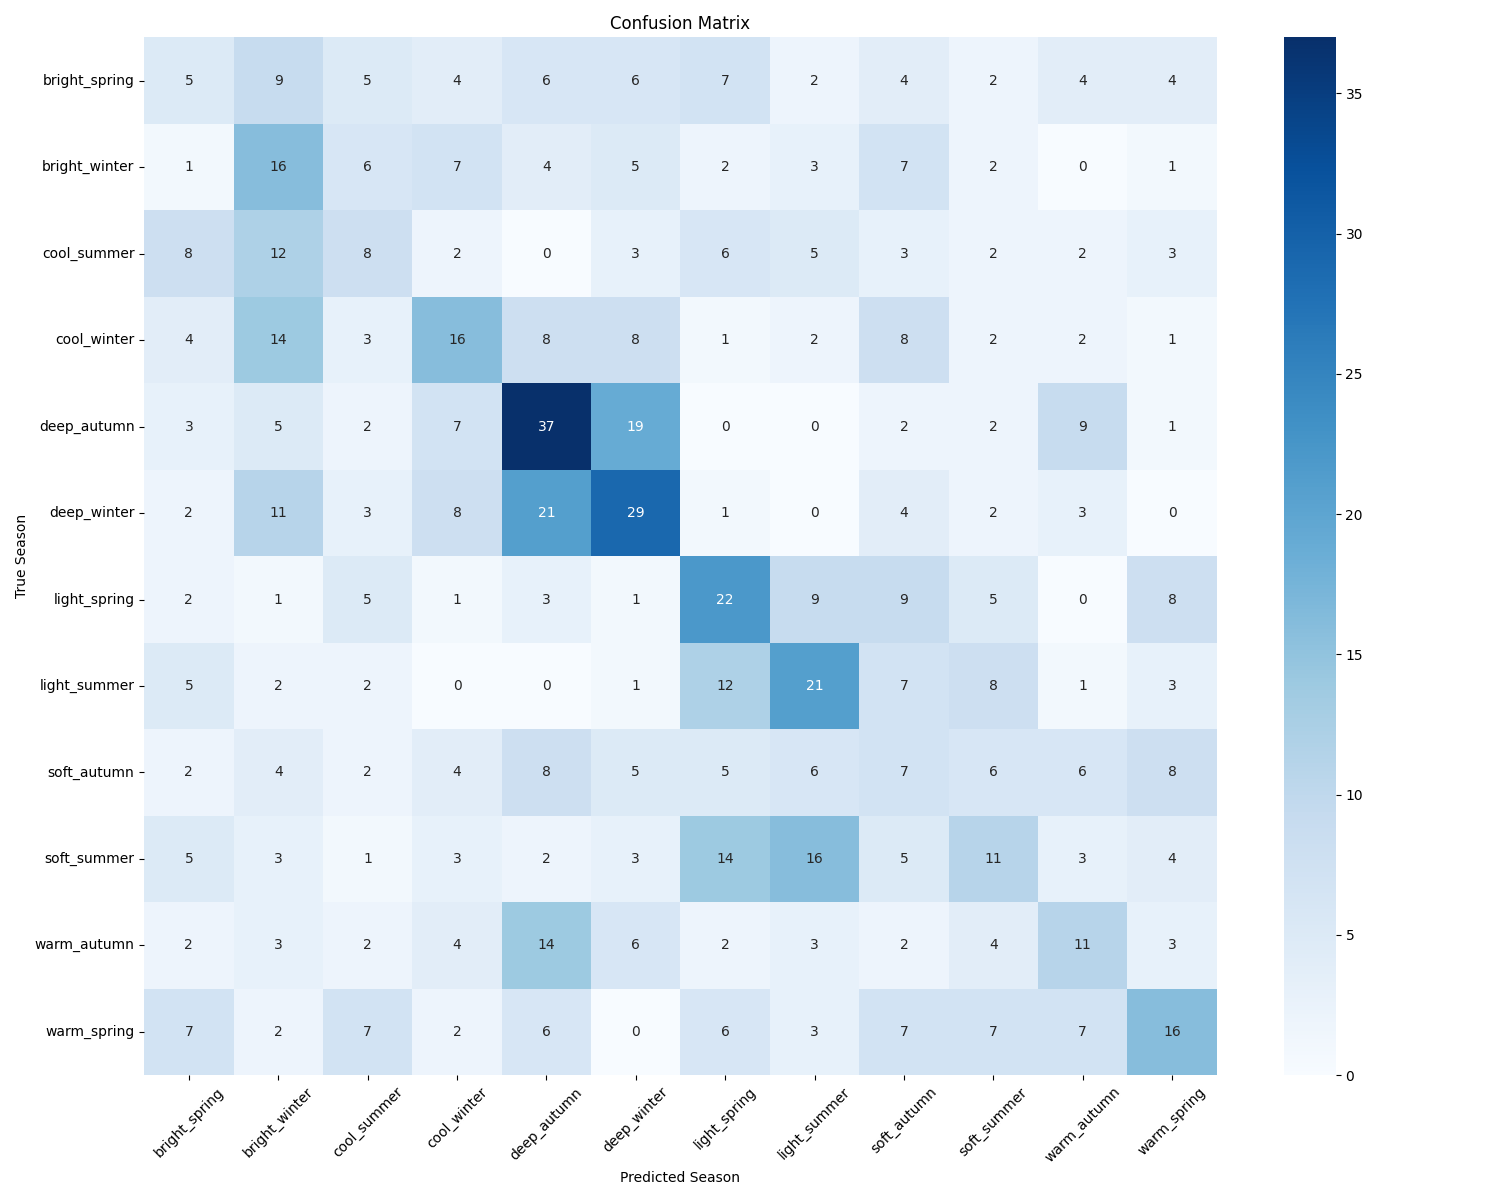 Confusion Matrix
True Season
bright_spring 5 9 5 4 6 6 7 2 4 2 4 4
bright_winter 1 16 6 7 4 5 2 3 7 2 0 1
cool_summer 8 12 8 2 0 3 6 5 3 2 2 3
cool_winter 4 14 3 16 8 8 1 2 8 2 2 1
deep_autumn 3 5 2 7 37 19 0 0 2 2 9 1
deep_winter 2 11 3 8 21 29 1 0 4 2 3 0
light_spring 2 1 5 1 3 1 22 9 9 5 0 8
light_summer 5 2 2 0 0 1 12 21 7 8 1 3
soft_autumn 2 4 2 4 8 5 5 6 7 6 6 8
soft_summer 5 3 1 3 2 3 14 16 5 11 3 4
warm_autumn 2 3 2 4 14 6 2 3 2 4 11 3
warm_spring 7 2 7 2 6 0 6 3 7 7 7 16
bright_spring bright_winter cool_summer cool_winter deep_autumn deep_winter light_spring light_summer soft_autumn soft_summer warm_autumn warm_spring
Predicted Season
35
30
25
20
15
10
5
0